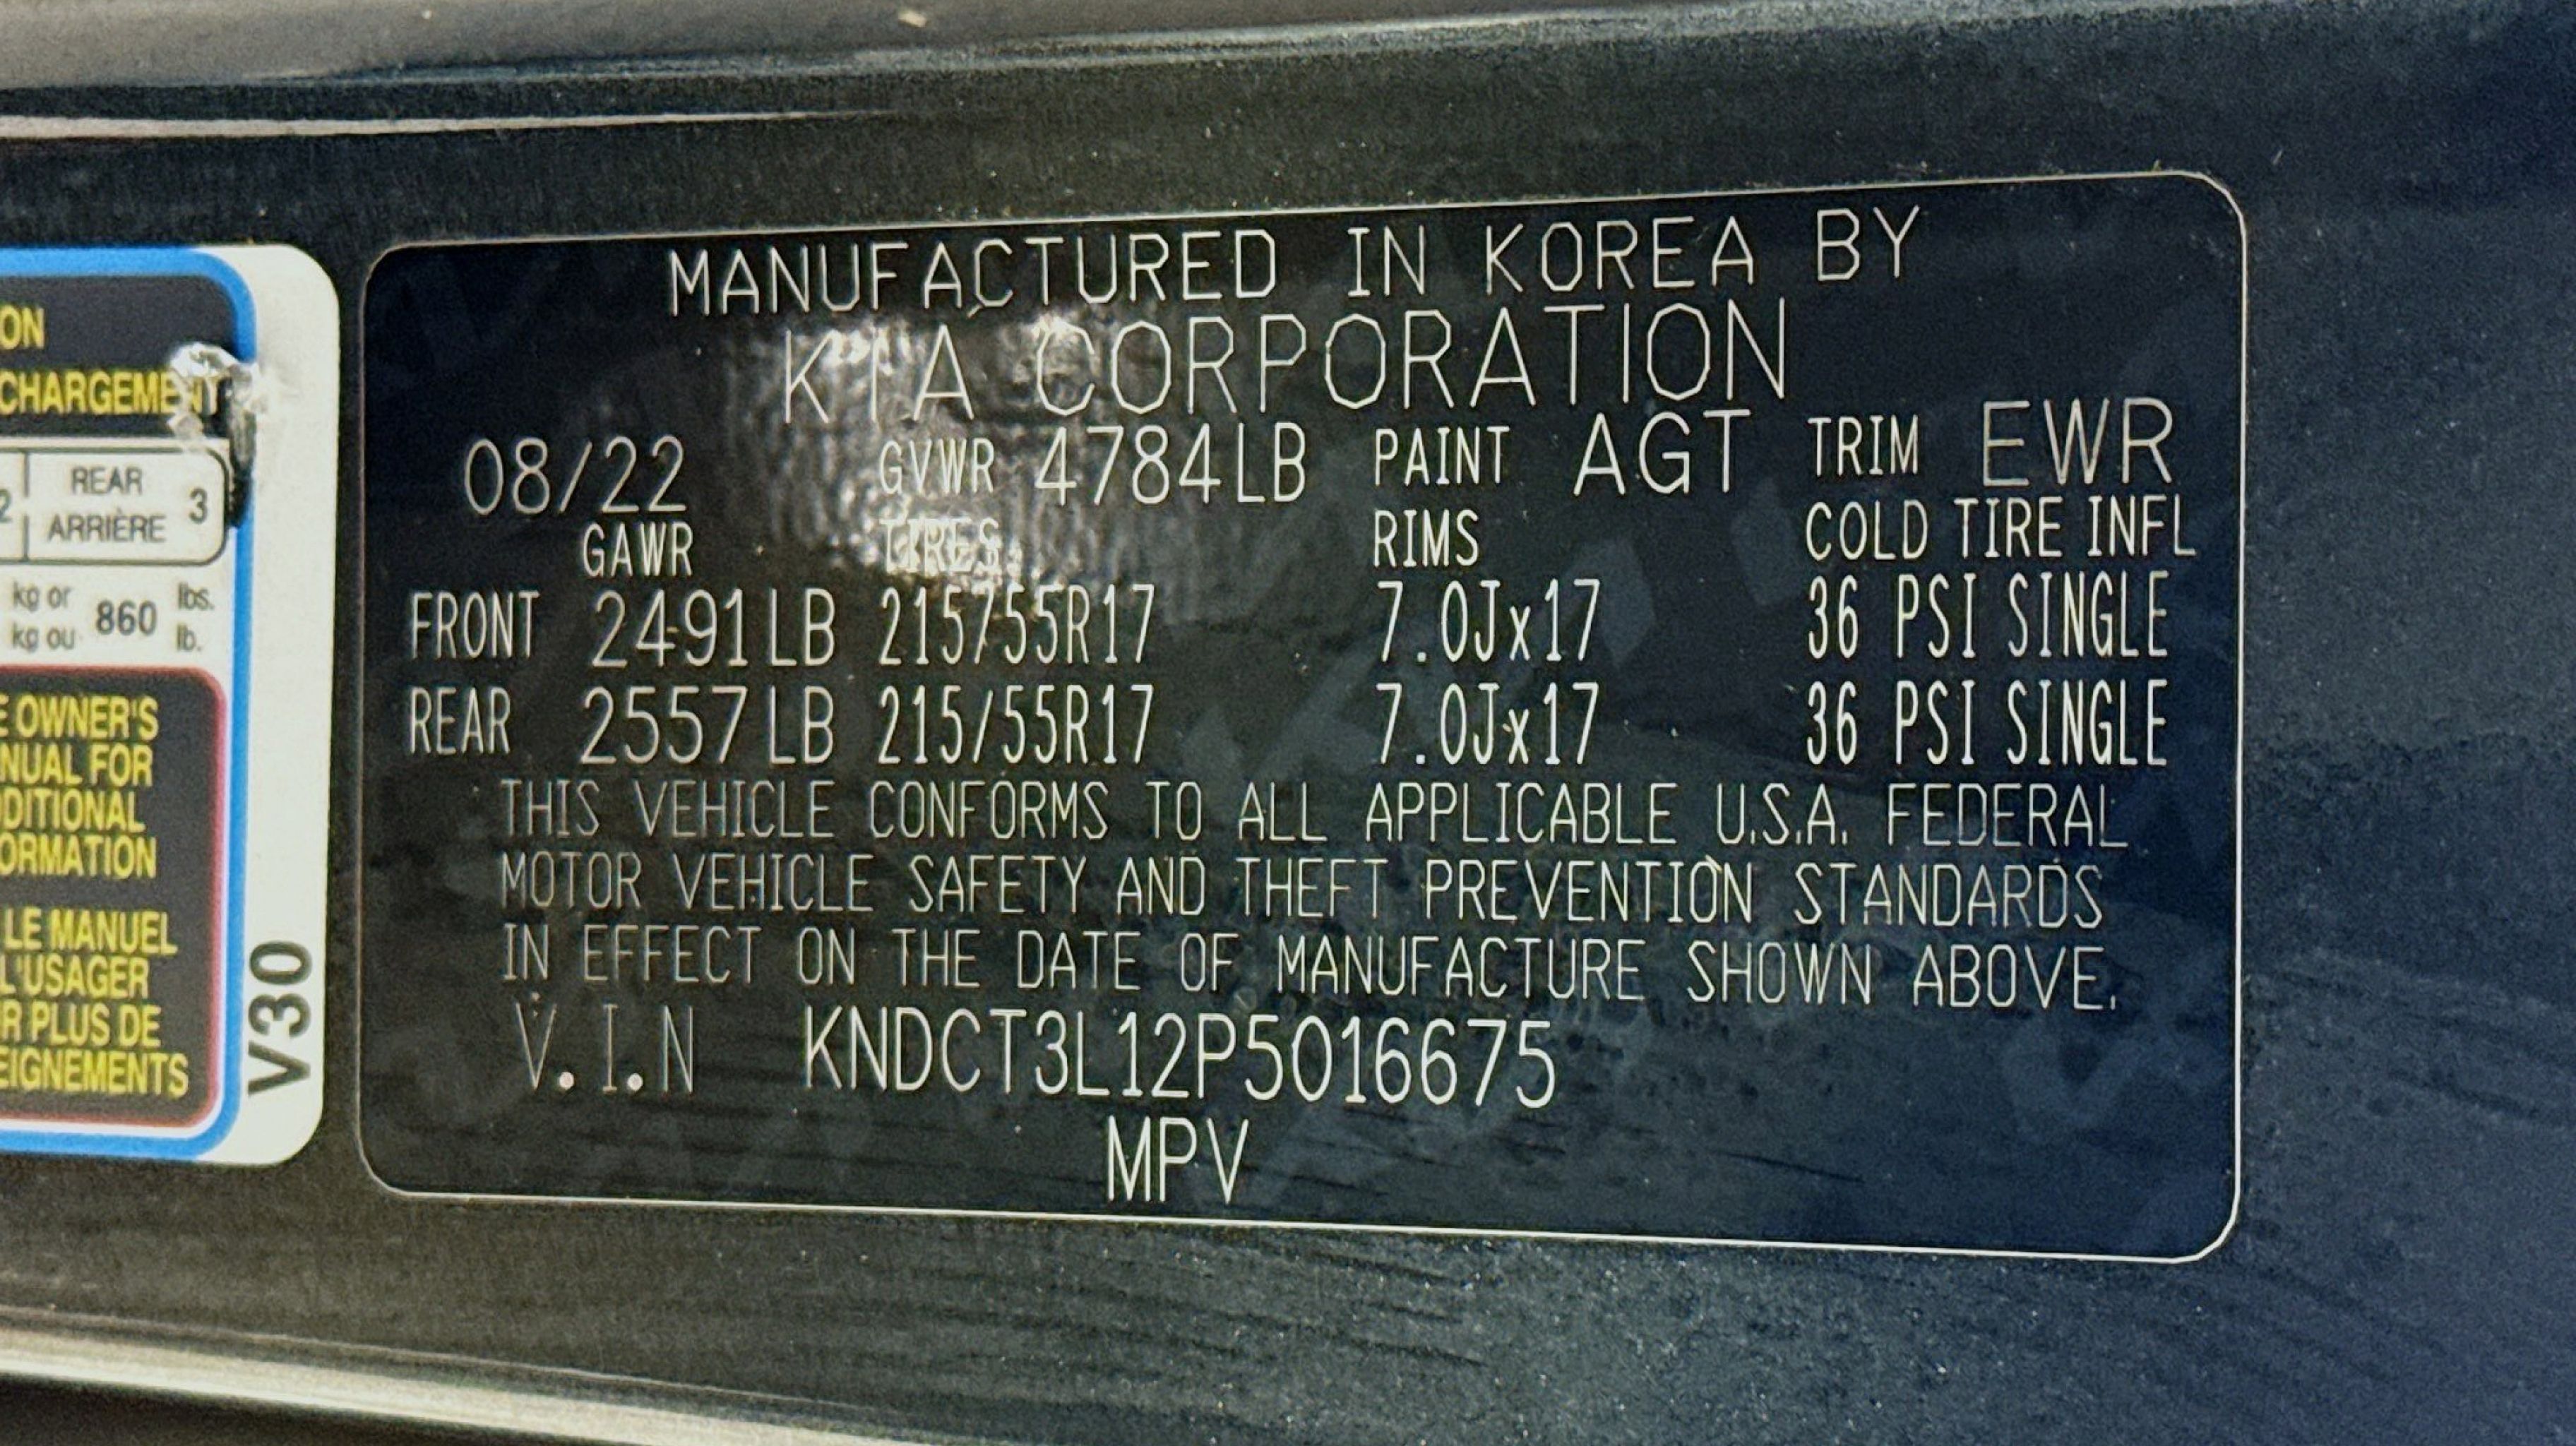 ON
CHARGEMENT
2 REAR 3
ARRIÈRE
kg or 860 lbs.
kg ou lb.
E OWNER'S
NUAL FOR
DDITIONAL
ORMATION
LE MANUEL
L'USAGER
R PLUS DE
EIGNEMENTS
V30
MANUFACTURED IN KOREA BY
KIA CORPORATION
08/22 GVWR 4784LB PAINT AGT TRIM EWR
GAWR TIRES RIMS COLD TIRE INFL
FRONT 2491LB 215/55R17 7.0Jx17 36 PSI SINGLE
REAR 2557LB 215/55R17 7.0Jx17 36 PSI SINGLE
THIS VEHICLE CONFORMS TO ALL APPLICABLE U.S.A. FEDERAL
MOTOR VEHICLE SAFETY AND THEFT PREVENTION STANDARDS
IN EFFECT ON THE DATE OF MANUFACTURE SHOWN ABOVE.
V.I.N KNDCT3L12P5016675
MPV